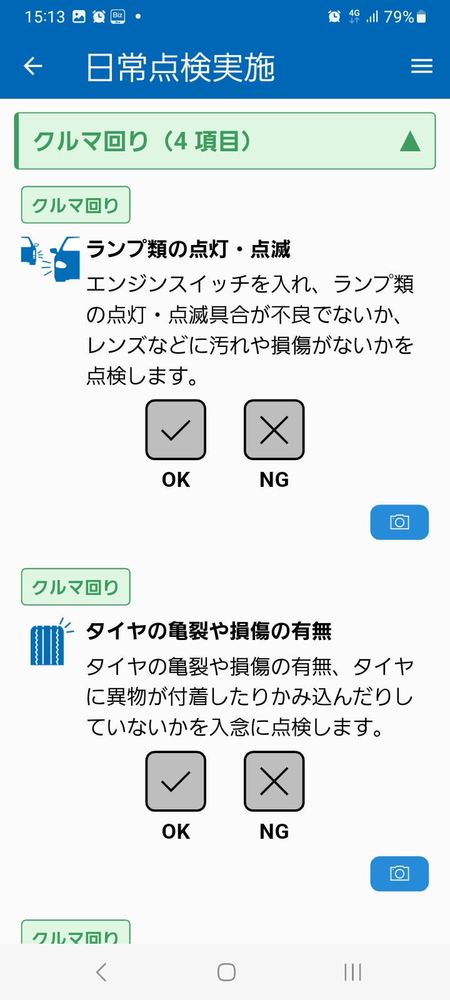 15:13 Biz 4G 79%
日常点検実施
クルマ回り（4 項目） ▲
クルマ回り
ランプ類の点灯・点滅
エンジンスイッチを入れ、ランプ類
の点灯・点滅具合が不良でないか、
レンズなどに汚れや損傷がないかを
点検します。
OK NG
クルマ回り
タイヤの亀裂や損傷の有無
タイヤの亀裂や損傷の有無、タイヤ
に異物が付着したりかみ込んだりし
ていないかを入念に点検します。
OK NG
クルマ回り